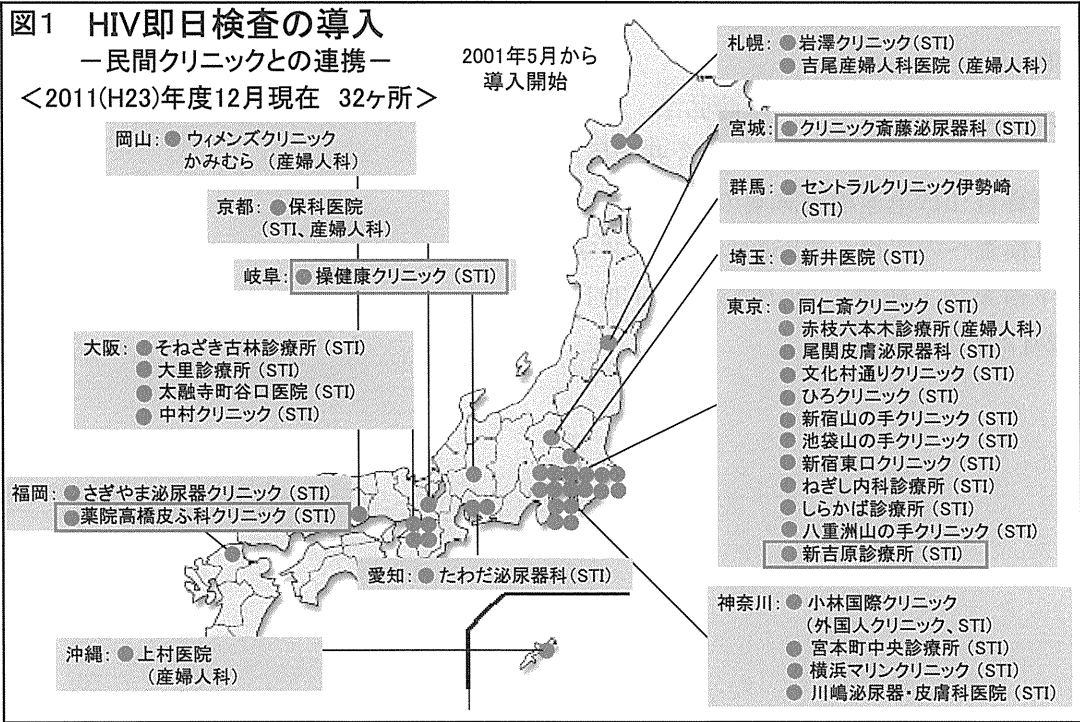 図1 HIV即日検査の導入
－民間クリニックとの連携－
＜2011(H23)年度12月現在 32ヶ所＞
2001年5月から
導入開始
岡山：●ウィメンズクリニック
かみむら（産婦人科）
京都：●保科医院
（STI、産婦人科）
岐阜：●操健康クリニック（STI）
大阪：●そねざき古林診療所（STI）
●大里診療所（STI）
●太融寺町谷口医院（STI）
●中村クリニック（STI）
福岡：●さぎやま泌尿器クリニック（STI）
●薬院高橋皮ふ科クリニック（STI）
沖縄：●上村医院
（産婦人科）
愛知：●たわだ泌尿器科（STI）
札幌：●岩澤クリニック（STI）
●吉尾産婦人科医院（産婦人科）
宮城：●クリニック斎藤泌尿器科（STI）
群馬：●セントラルクリニック伊勢崎
（STI）
埼玉：●新井医院（STI）
東京：●同仁斎クリニック（STI）
●赤枝六本木診療所（産婦人科）
●尾関皮膚泌尿器科（STI）
●文化村通りクリニック（STI）
●ひろクリニック（STI）
●新宿山の手クリニック（STI）
●池袋山の手クリニック（STI）
●新宿東口クリニック（STI）
●ねぎし内科診療所（STI）
●しらかば診療所（STI）
●八重洲山の手クリニック（STI）
●新吉原診療所（STI）
神奈川：●小林国際クリニック
（外国人クリニック、STI）
●宮本町中央診療所（STI）
●横浜マリンクリニック（STI）
●川嶋泌尿器・皮膚科医院（STI）